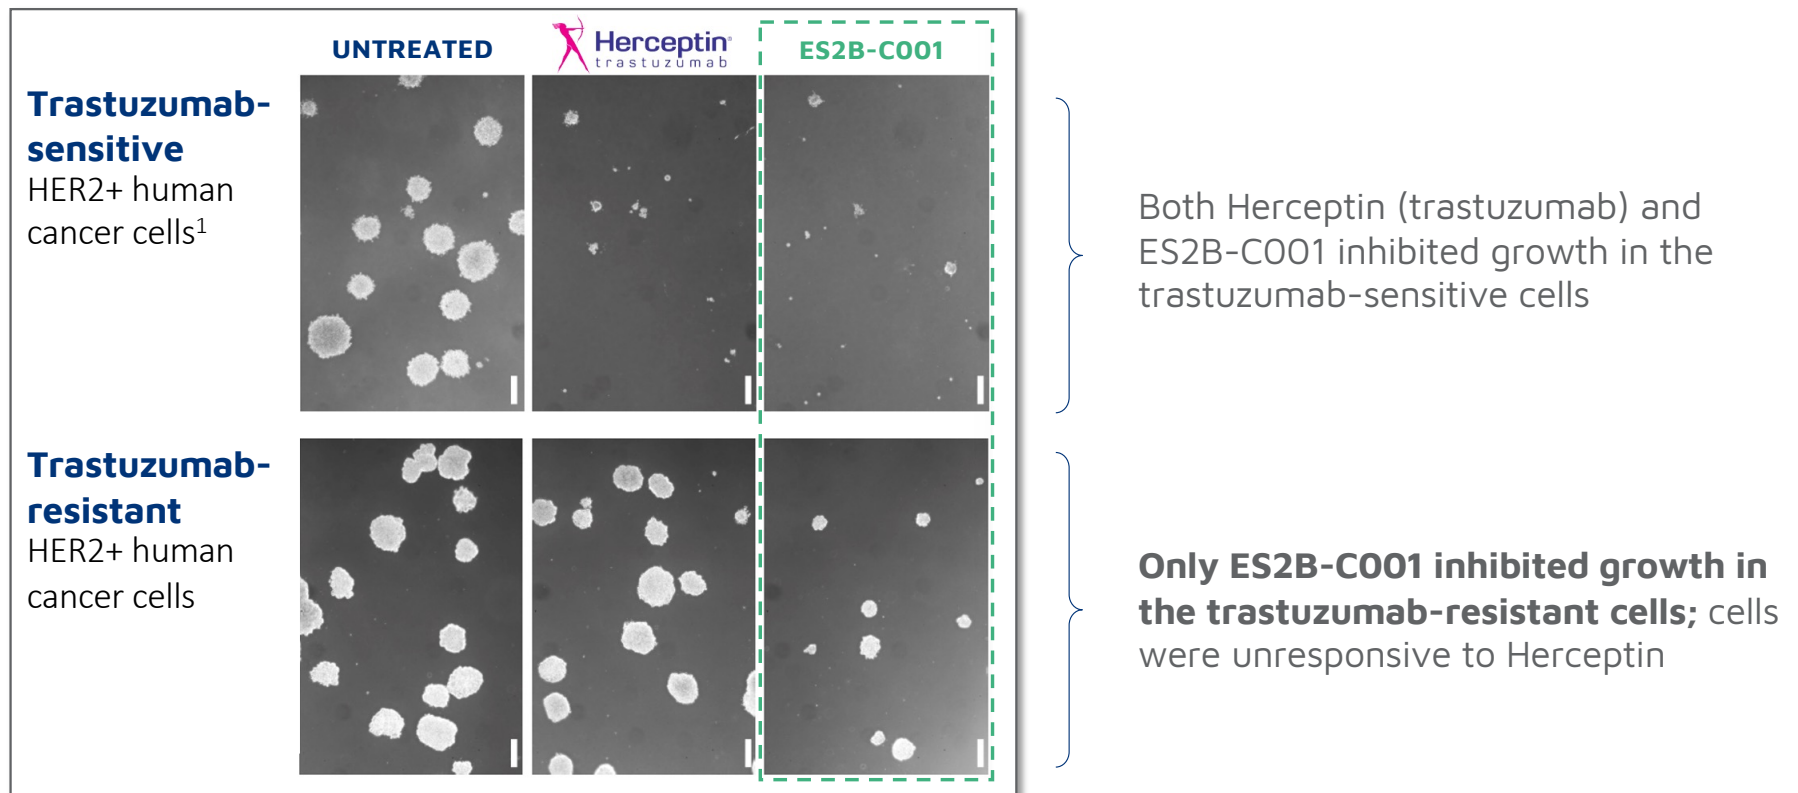 UNTREATED
Herceptin®
trastuzumab
ES2B-C001
Trastuzumab-
sensitive
HER2+ human
cancer cells1
Both Herceptin (trastuzumab) and
ES2B-C001 inhibited growth in the
trastuzumab-sensitive cells
Trastuzumab-
resistant
HER2+ human
cancer cells
Only ES2B-C001 inhibited growth in
the trastuzumab-resistant cells; cells
were unresponsive to Herceptin